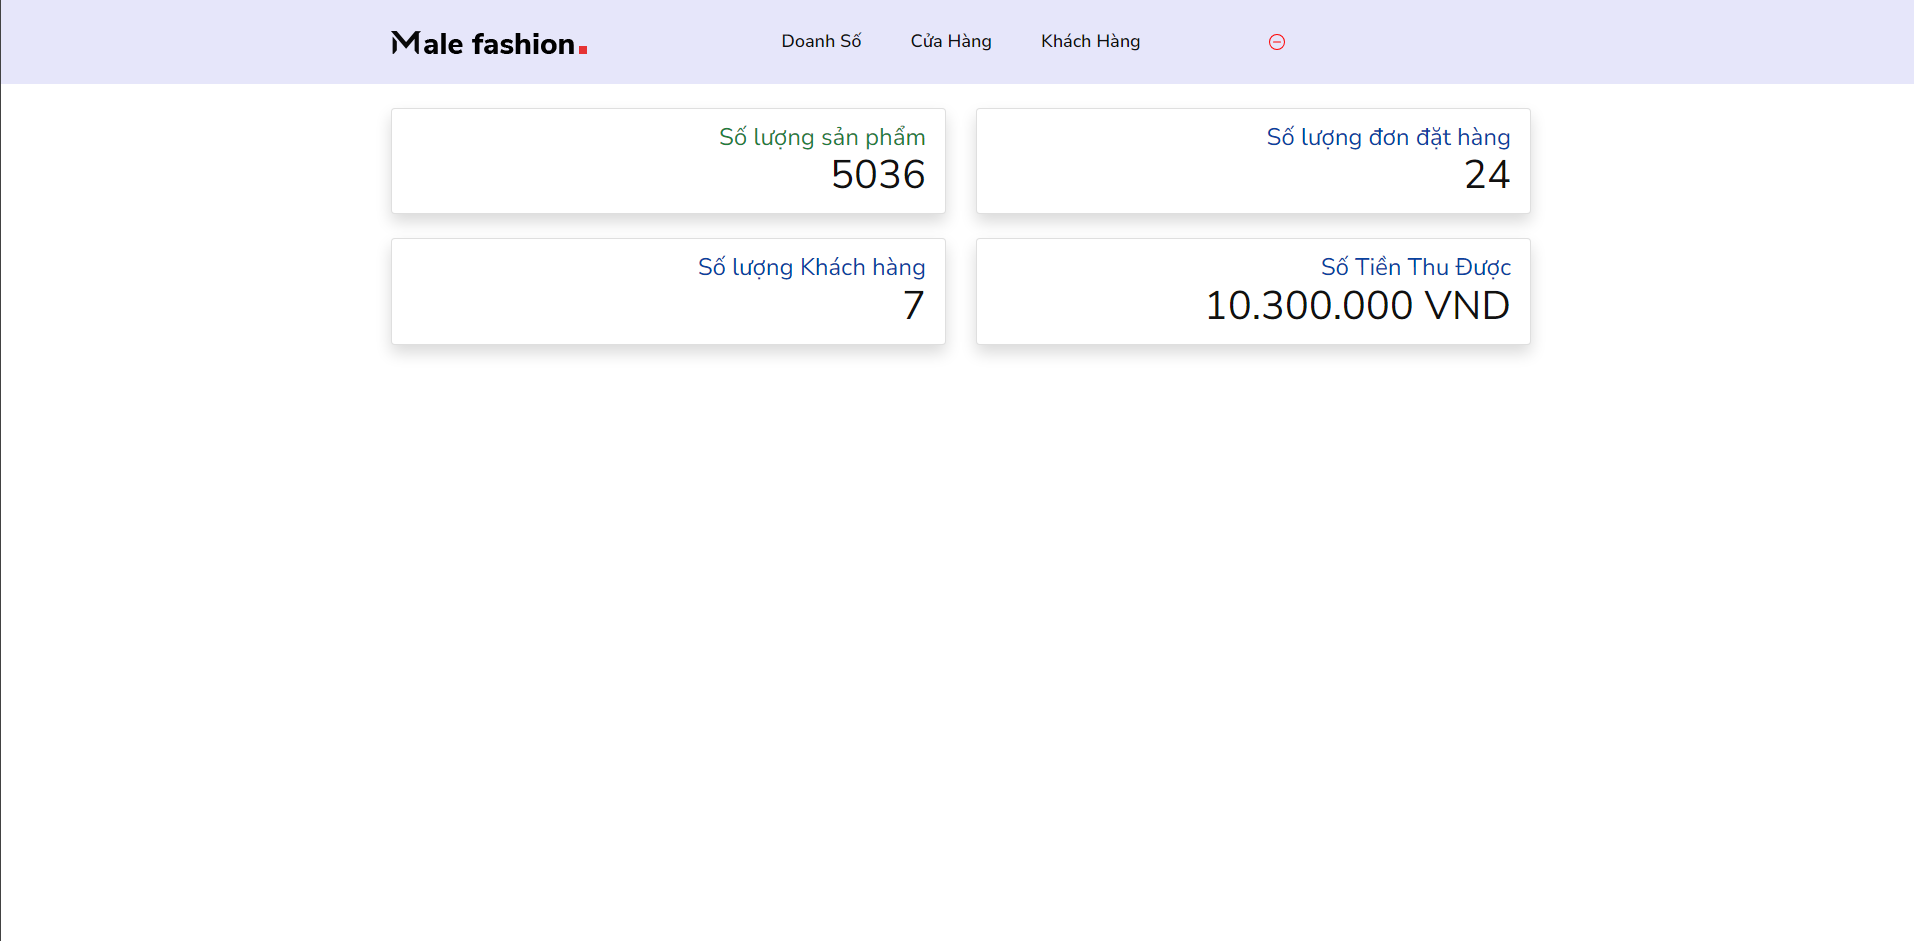 Male fashion.
Doanh Số
Cửa Hàng
Khách Hàng
Số lượng sản phẩm
5036
Số lượng đơn đặt hàng
24
Số lượng Khách hàng
7
Số Tiền Thu Được
10.300.000 VND